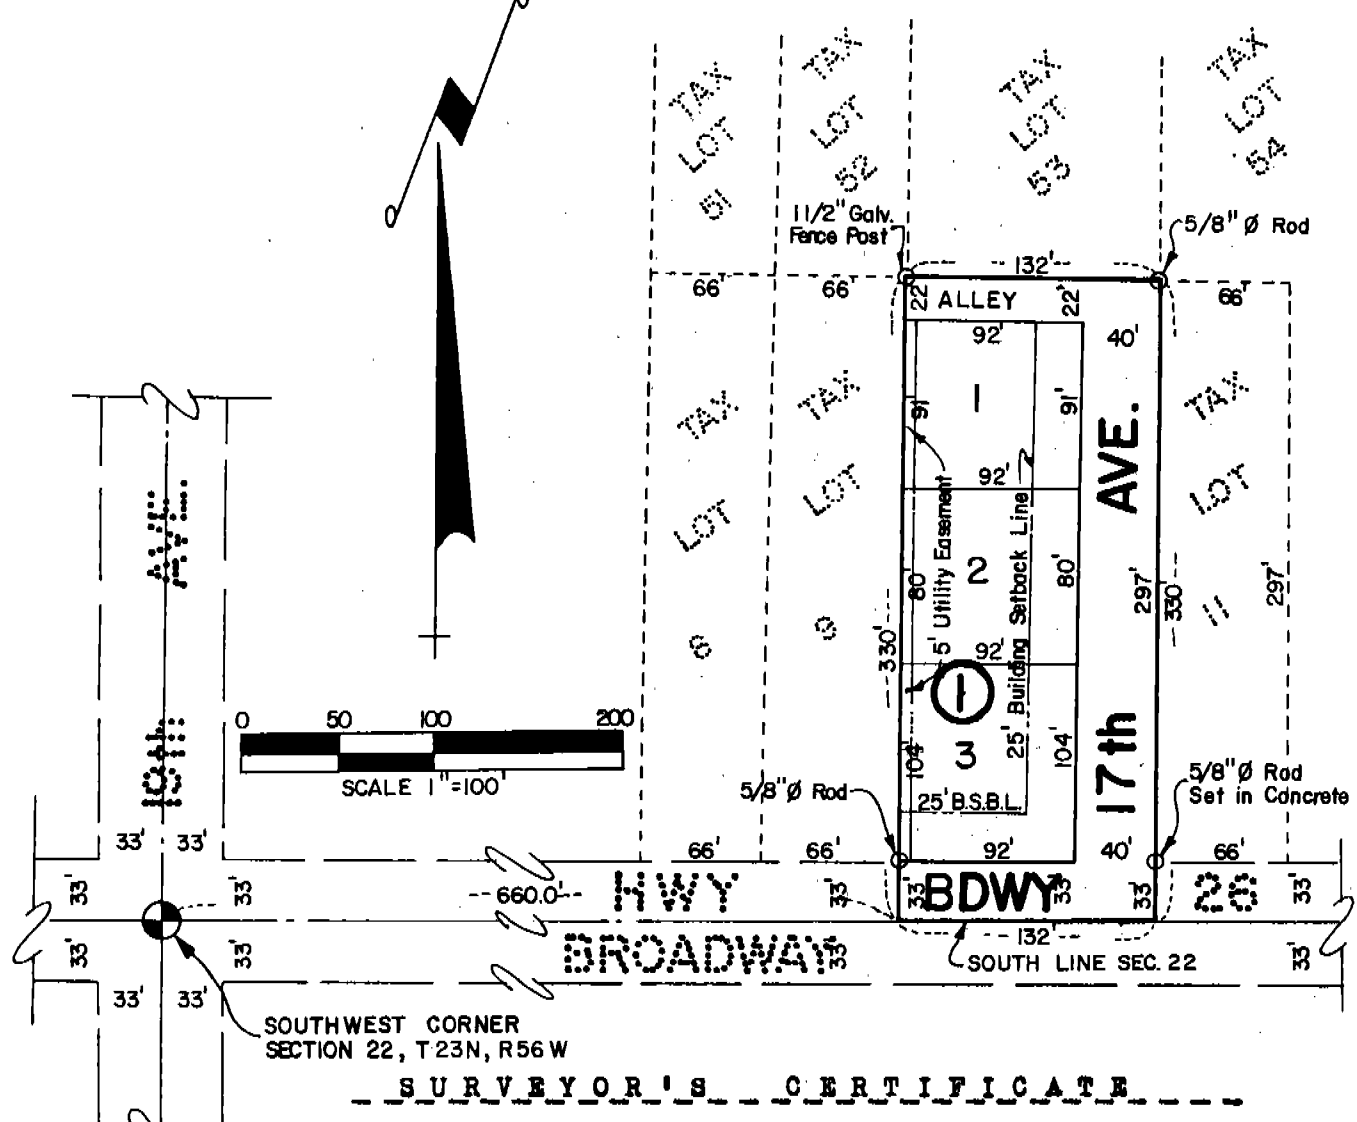 TAX
LOT
51
TAX
LOT
52
TAX
LOT
53
TAX
LOT
54
1 1/2" Galv.
Fence Post
5/8" Ø Rod
132'
66'
66'
22'
ALLEY
22'
66'
92'
40'
1
91'
91'
92'
TAX
LOT
6
TAX
LOT
9
TAX
LOT
11
17th AVE.
5' Utility Easement
25' Building Setback Line
2
80'
80'
92'
330'
297'
330'
297'
1
3
104'
104'
25' B.S.B.L.
10th AVE
0 50 100 200
SCALE 1"=100'
5/8" Ø Rod
5/8" Ø Rod
Set in Concrete
33' 33'
66'
66'
92'
40'
66'
33'
33'
--660.0'--
HWY
33'
33'
BDWY
33'
33'
26
33'
33'
33'
BROADWAY
33'
132'
33'
SOUTH LINE SEC. 22
33' 33'
SOUTHWEST CORNER
SECTION 22, T23N, R56W
SURVEYOR'S CERTIFICATE